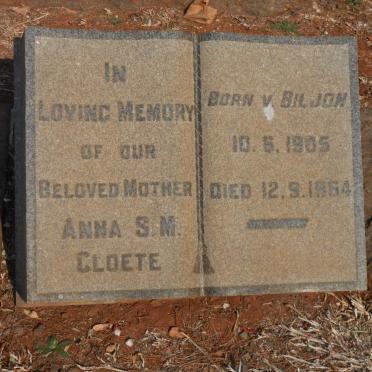 IN
LOVING MEMORY
OF OUR
BELOVED MOTHER
ANNA S.M.
CLOETE
BORN V. BILJON
10.6.1905
DIED 12.9.1964